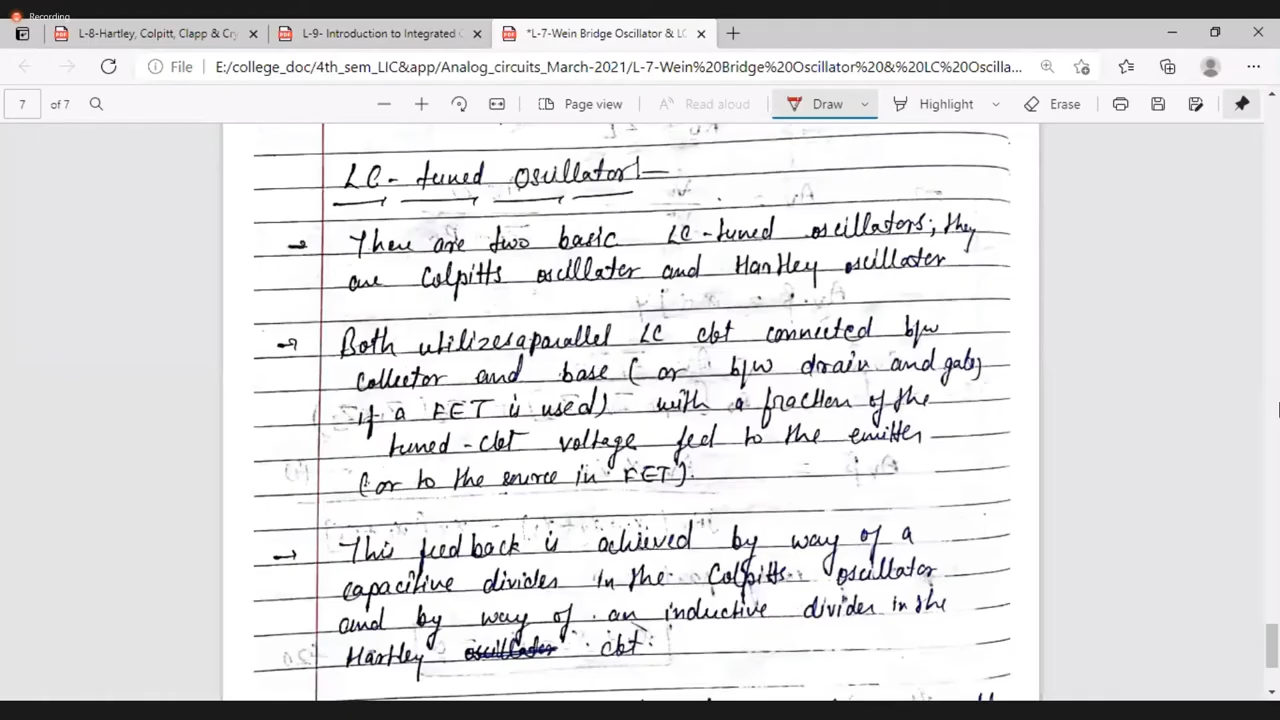 Recording
L-8-Hartley, Colpitt, Clapp & Cry
L-9- Introduction to Integrated C
*L-7-Wein Bridge Oscillator & LC
File
E:/college_doc/4th_sem_LIC&app/Analog_circuits_March-2021/L-7-Wein%20Bridge%20Oscillator%20&%20LC%20Oscilla...
7 of 7
Page view
Read aloud
Draw
Highlight
Erase
LC- tuned Oscillator:—
→ There are two basic LC-tuned oscillators; they
are Colpitts oscillater and Hartley oscillater
→ Both utilizes a parallel LC ckt connected b/w
collector and base (or b/w drain and gate)
if a FET is used) with a fraction of the
tuned-ckt voltage fed to the emitter
(or to the source in FET).
→ This feedback is achieved by way of a
capacitive divider in the Colpitts oscillator
and by way of an inductive divider in the
Hartley oscillator ckt.